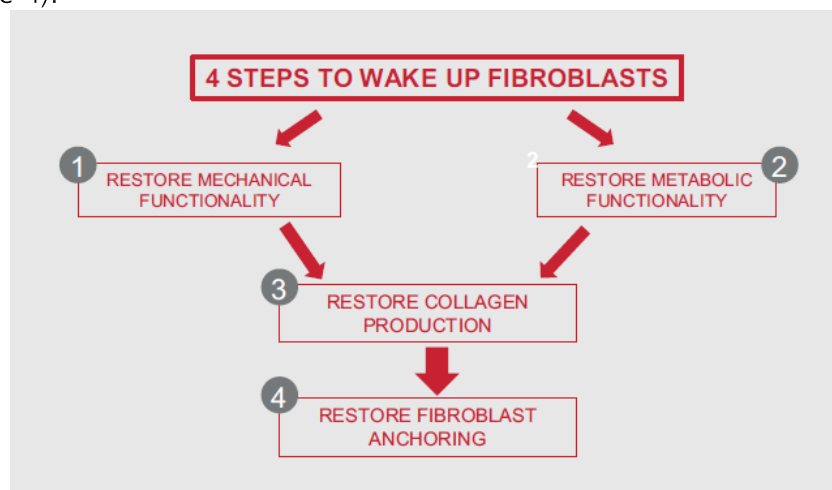 4 STEPS TO WAKE UP FIBROBLASTS
1
RESTORE MECHANICAL
FUNCTIONALITY
2
2
RESTORE METABOLIC
FUNCTIONALITY
3
RESTORE COLLAGEN
PRODUCTION
4
RESTORE FIBROBLAST
ANCHORING